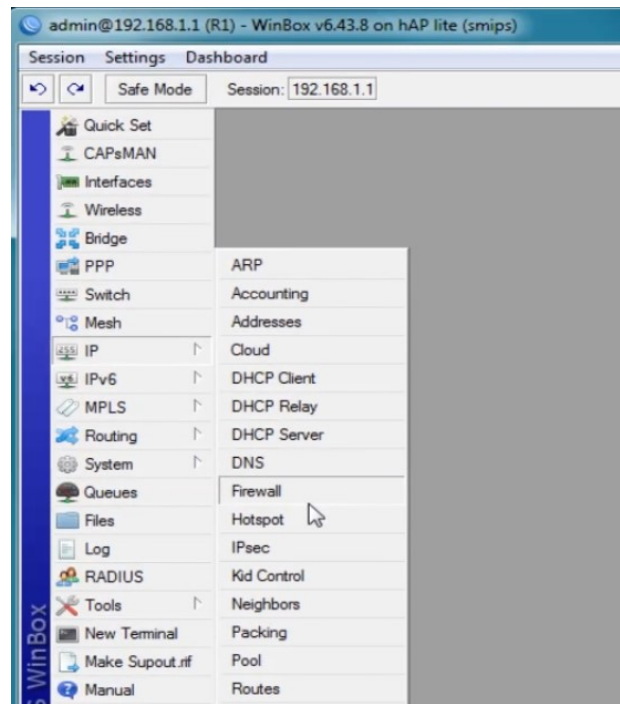 admin@192.168.1.1 (R1) - WinBox v6.43.8 on hAP lite (smips)
Session Settings Dashboard
Safe Mode Session: 192.168.1.1
Quick Set
CAPsMAN
Interfaces
Wireless
Bridge
PPP
Switch
Mesh
IP
IPv6
MPLS
Routing
System
Queues
Files
Log
RADIUS
Tools
New Terminal
Make Supout.rif
Manual
ARP
Accounting
Addresses
Cloud
DHCP Client
DHCP Relay
DHCP Server
DNS
Firewall
Hotspot
IPsec
Kid Control
Neighbors
Packing
Pool
Routes
WinBox